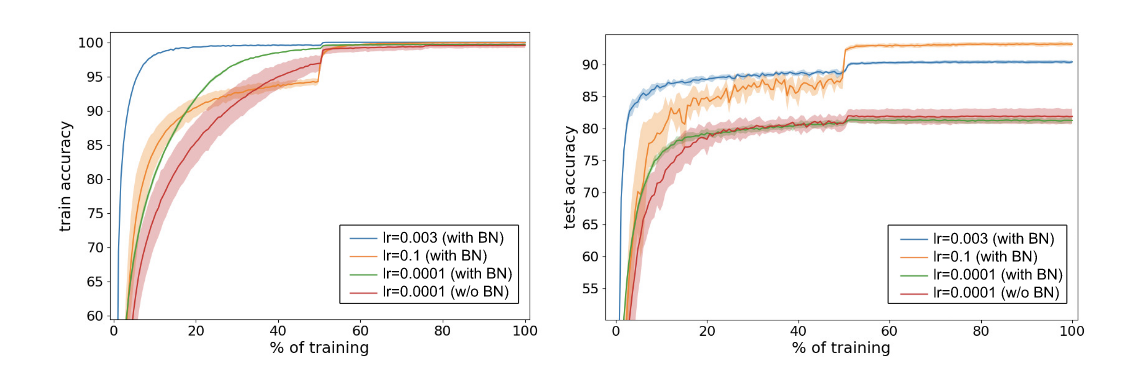 100
95
90
85
80
75
70
65
60
train accuracy
0
20
40
60
80
100
% of training
lr=0.003 (with BN)
lr=0.1 (with BN)
lr=0.0001 (with BN)
lr=0.0001 (w/o BN)
90
85
80
75
70
65
60
55
test accuracy
0
20
40
60
80
100
% of training
lr=0.003 (with BN)
lr=0.1 (with BN)
lr=0.0001 (with BN)
lr=0.0001 (w/o BN)